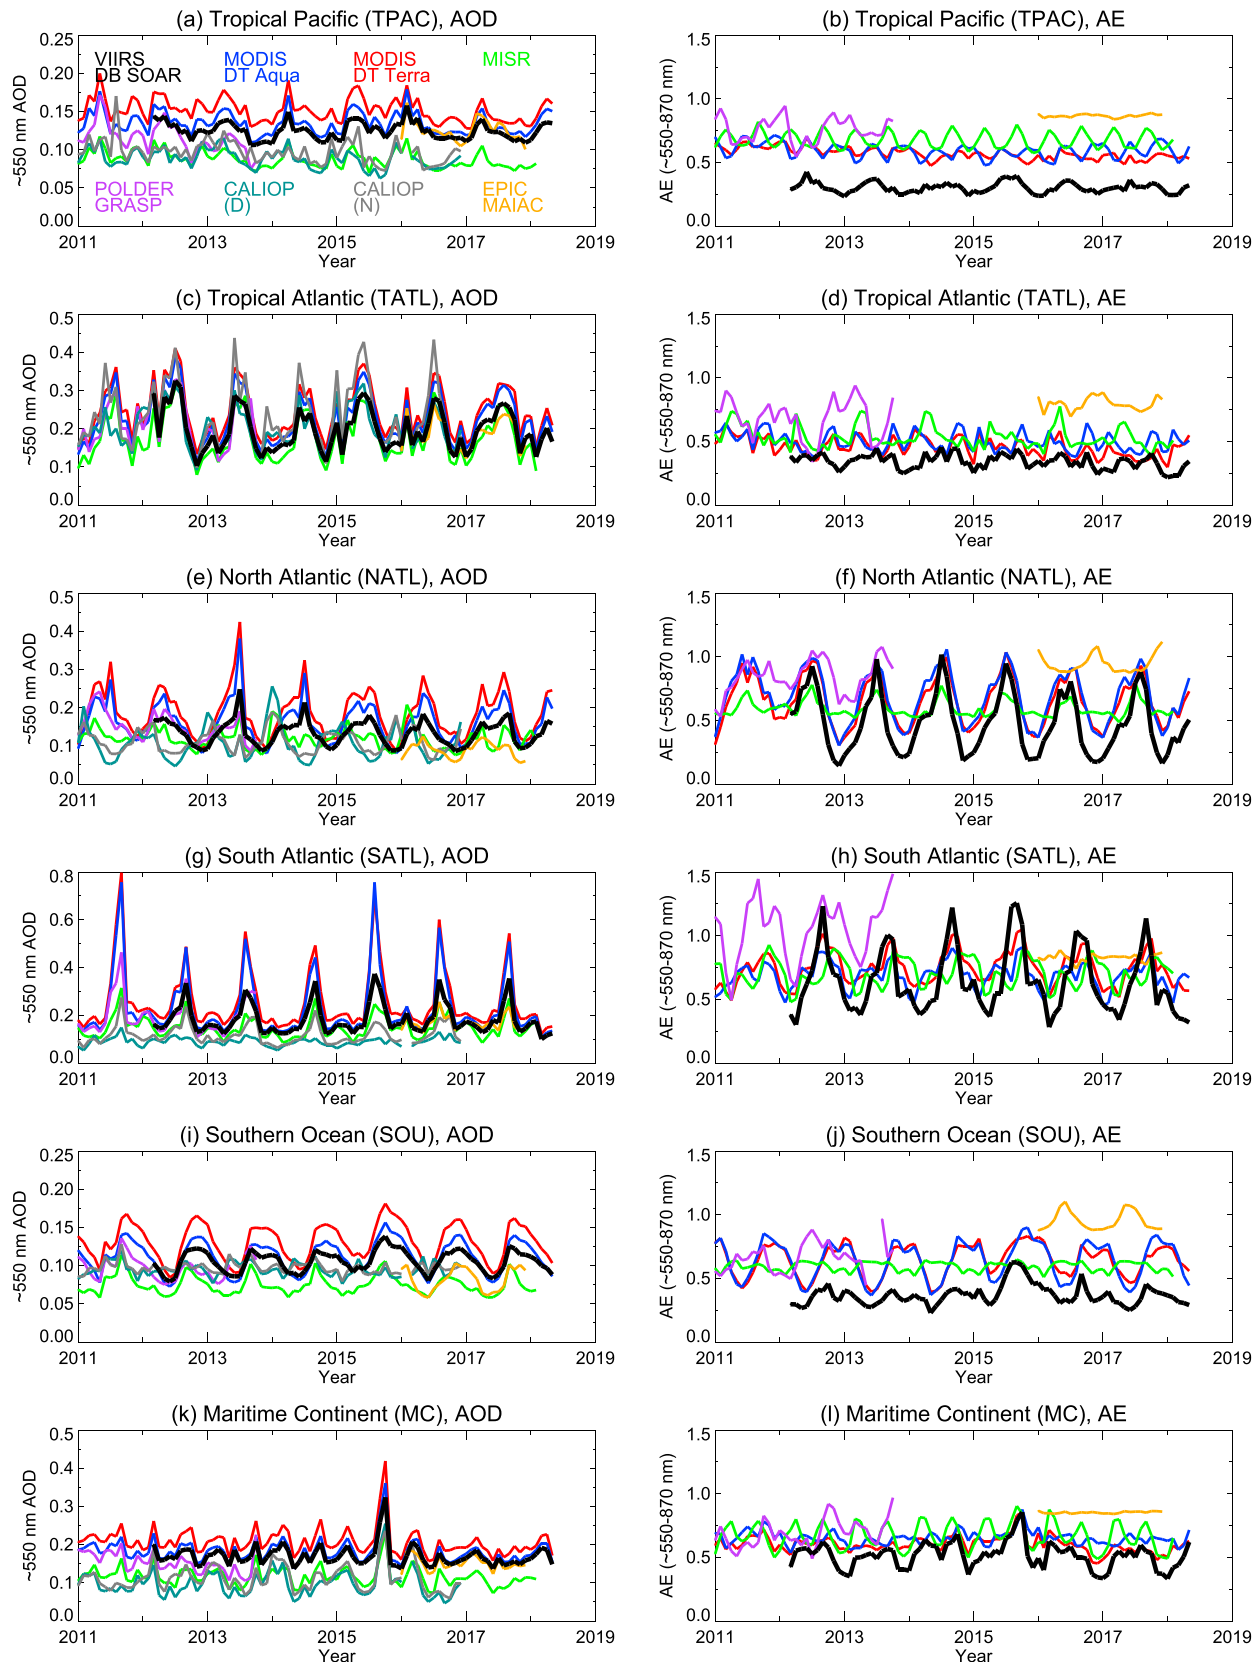 (a) Tropical Pacific (TPAC), AOD
~550 nm AOD
0.25
0.20
0.15
0.10
0.05
0.00
VIIRS
DB SOAR
MODIS
DT Aqua
MODIS
DT Terra
MISR
POLDER
GRASP
CALIOP
(D)
CALIOP
(N)
EPIC
MAIAC
2011 2013 2015 2017 2019
Year
(b) Tropical Pacific (TPAC), AE
AE (~550-870 nm)
1.5
1.0
0.5
0.0
2011 2013 2015 2017 2019
Year
(c) Tropical Atlantic (TATL), AOD
~550 nm AOD
0.5
0.4
0.3
0.2
0.1
0.0
2011 2013 2015 2017 2019
Year
(d) Tropical Atlantic (TATL), AE
AE (~550-870 nm)
1.5
1.0
0.5
0.0
2011 2013 2015 2017 2019
Year
(e) North Atlantic (NATL), AOD
~550 nm AOD
0.5
0.4
0.3
0.2
0.1
0.0
2011 2013 2015 2017 2019
Year
(f) North Atlantic (NATL), AE
AE (~550-870 nm)
1.5
1.0
0.5
0.0
2011 2013 2015 2017 2019
Year
(g) South Atlantic (SATL), AOD
~550 nm AOD
0.8
0.6
0.4
0.2
0.0
2011 2013 2015 2017 2019
Year
(h) South Atlantic (SATL), AE
AE (~550-870 nm)
1.5
1.0
0.5
0.0
2011 2013 2015 2017 2019
Year
(i) Southern Ocean (SOU), AOD
~550 nm AOD
0.25
0.20
0.15
0.10
0.05
0.00
2011 2013 2015 2017 2019
Year
(j) Southern Ocean (SOU), AE
AE (~550-870 nm)
1.5
1.0
0.5
0.0
2011 2013 2015 2017 2019
Year
(k) Maritime Continent (MC), AOD
~550 nm AOD
0.5
0.4
0.3
0.2
0.1
0.0
2011 2013 2015 2017 2019
Year
(l) Maritime Continent (MC), AE
AE (~550-870 nm)
1.5
1.0
0.5
0.0
2011 2013 2015 2017 2019
Year